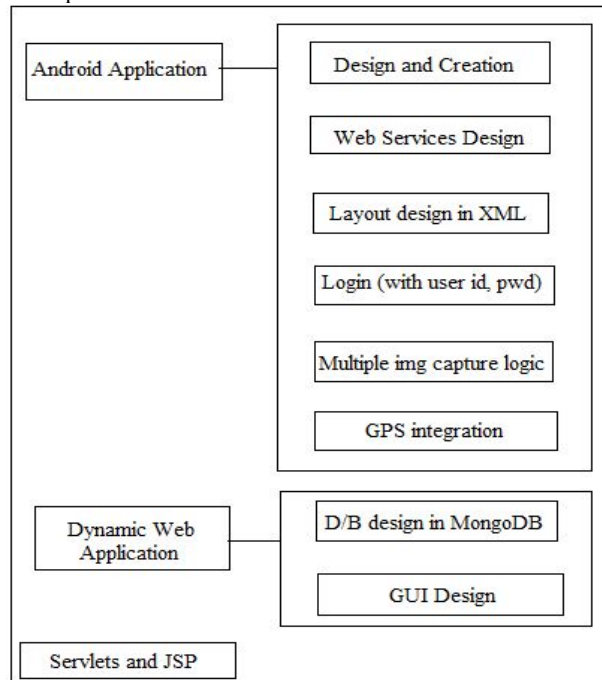 Android Application
Design and Creation
Web Services Design
Layout design in XML
Login (with user id, pwd)
Multiple img capture logic
GPS integration
Dynamic Web
Application
D/B design in MongoDB
GUI Design
Servlets and JSP